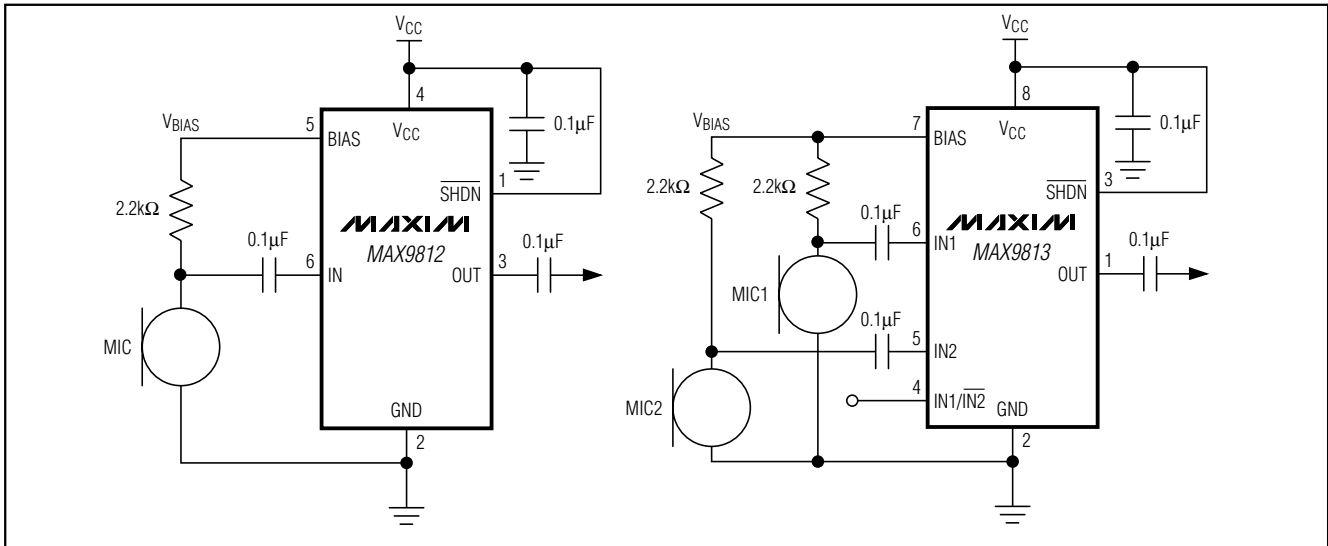 VCC
4
0.1µF
VBIAS
5
BIAS
VCC
1
SHDN
2.2kΩ
MAXIM
MAX9812
0.1µF
6
IN
0.1µF
3
OUT
MIC
GND
2
VCC
8
0.1µF
VBIAS
7
BIAS
VCC
3
SHDN
2.2kΩ
2.2kΩ
MAXIM
MAX9813
0.1µF
6
IN1
0.1µF
1
OUT
MIC1
0.1µF
5
IN2
4
IN1/IN2
MIC2
GND
2